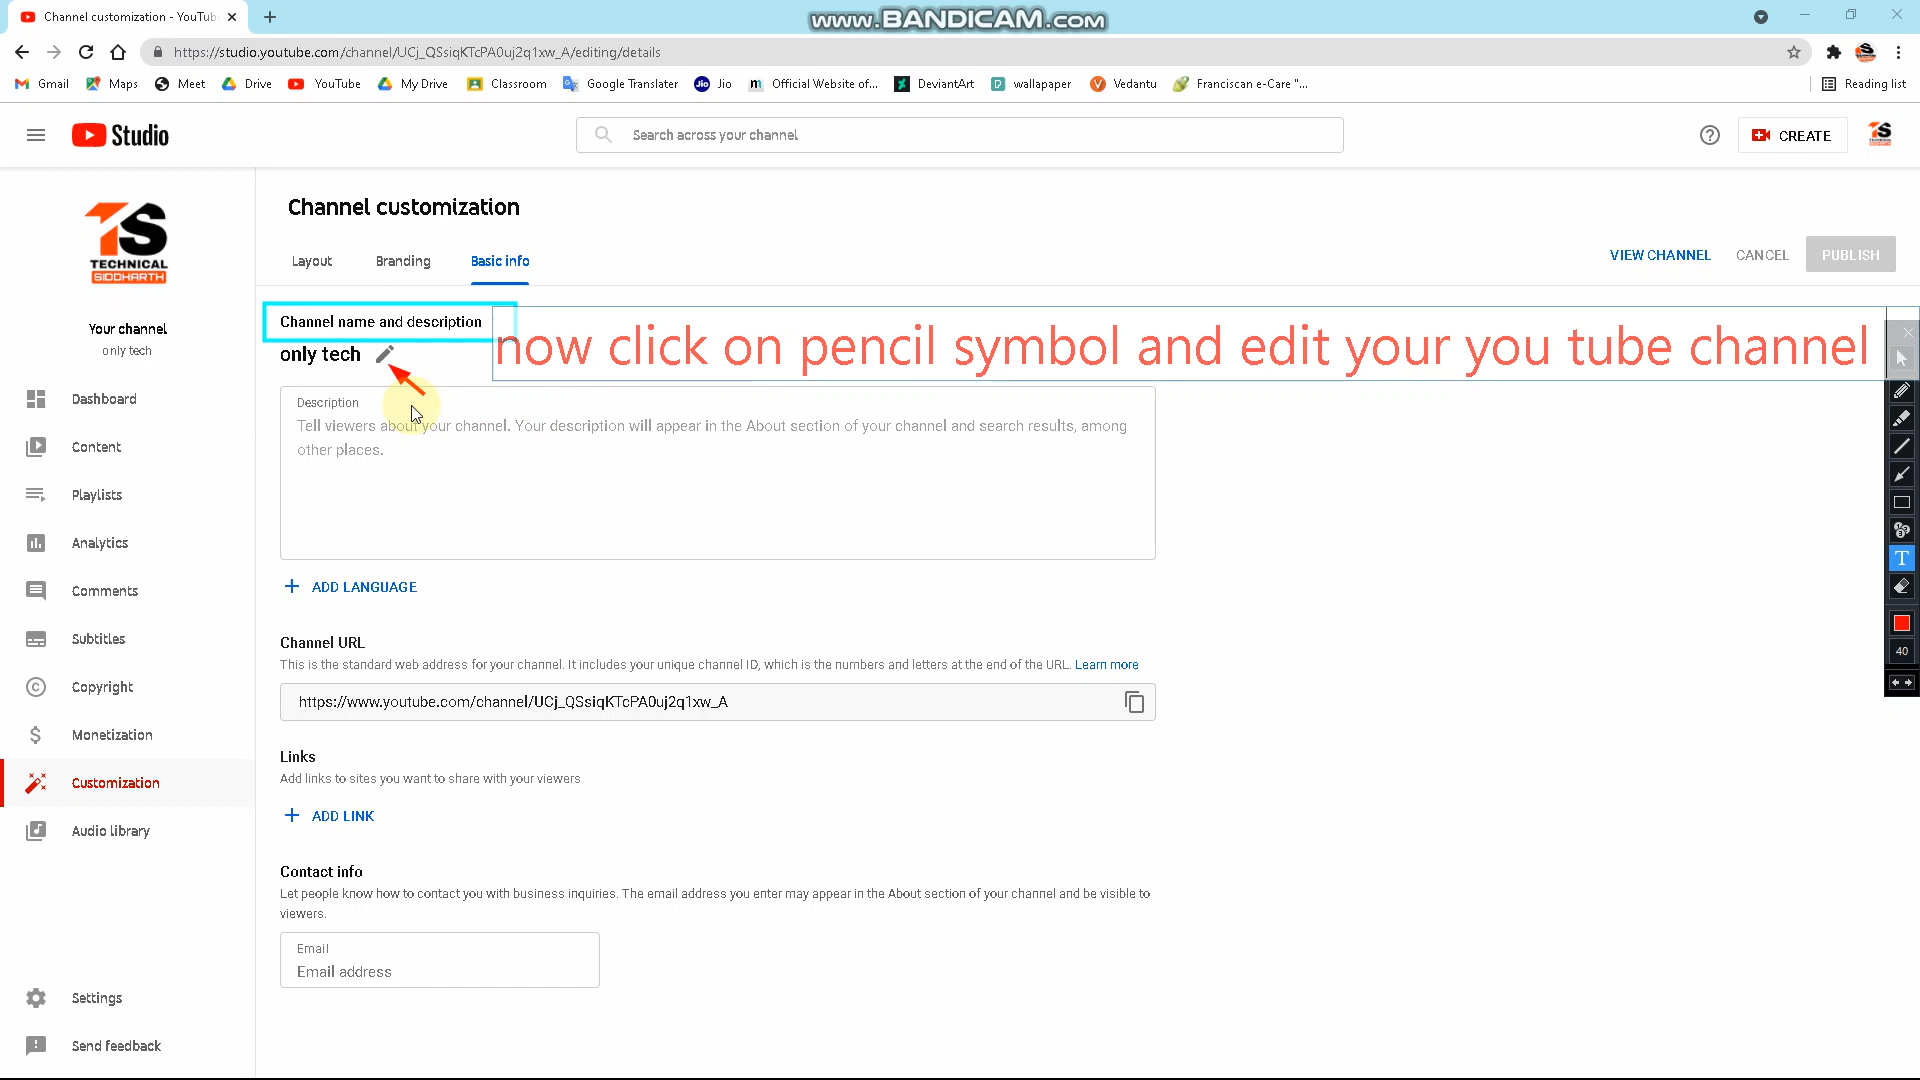 Channel customization - YouTub
www.BANDICAM.com
https://studio.youtube.com/channel/UCj_QSsiqKTcPA0uj2q1xw_A/editing/details
Gmail Maps Meet Drive YouTube My Drive Classroom Google Translater Jio Official Website of... DeviantArt wallapaper Vedantu Franciscan e-Care "... Reading list
Studio
Search across your channel
CREATE
TS
TECHNICAL
SIDDHARTH
Your channel
only tech
Dashboard
Content
Playlists
Analytics
Comments
Subtitles
Copyright
Monetization
Customization
Audio library
Settings
Send feedback
Channel customization
Layout Branding Basic info
VIEW CHANNEL CANCEL PUBLISH
Channel name and description
now click on pencil symbol and edit your you tube channel
only tech
Description
Tell viewers about your channel. Your description will appear in the About section of your channel and search results, among
other places.
ADD LANGUAGE
Channel URL
This is the standard web address for your channel. It includes your unique channel ID, which is the numbers and letters at the end of the URL. Learn more
https://www.youtube.com/channel/UCj_QSsiqKTcPA0uj2q1xw_A
Links
Add links to sites you want to share with your viewers
ADD LINK
Contact info
Let people know how to contact you with business inquiries. The email address you enter may appear in the About section of your channel and be visible to
viewers.
Email
Email address
T
40